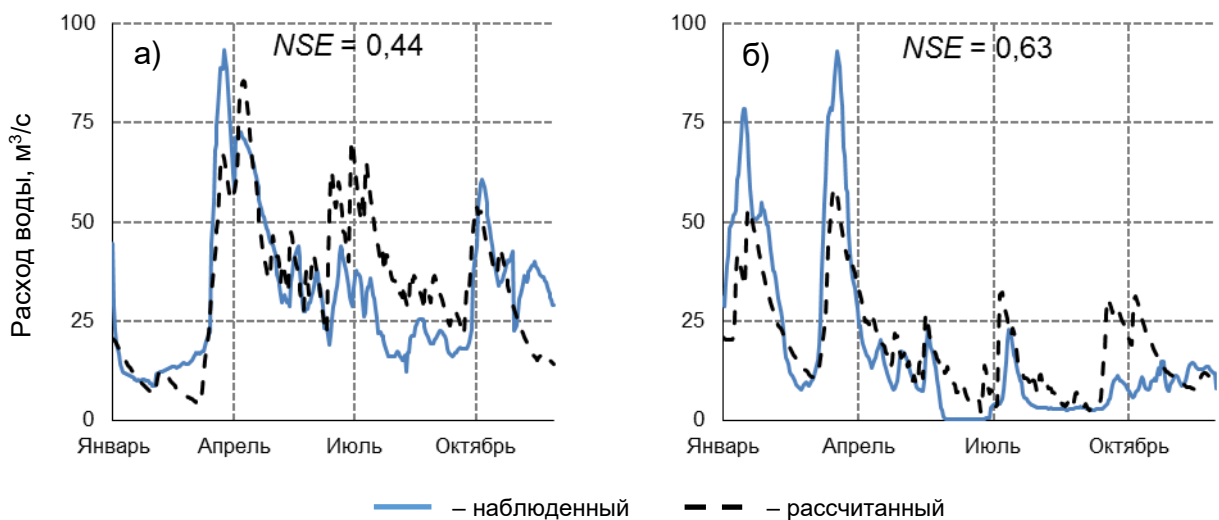 Расход воды, м³/с
а)
NSE = 0,44
100
75
50
25
0
Январь Апрель Июль Октябрь
б)
NSE = 0,63
100
75
50
25
0
Январь Апрель Июль Октябрь
– наблюденный – рассчитанный